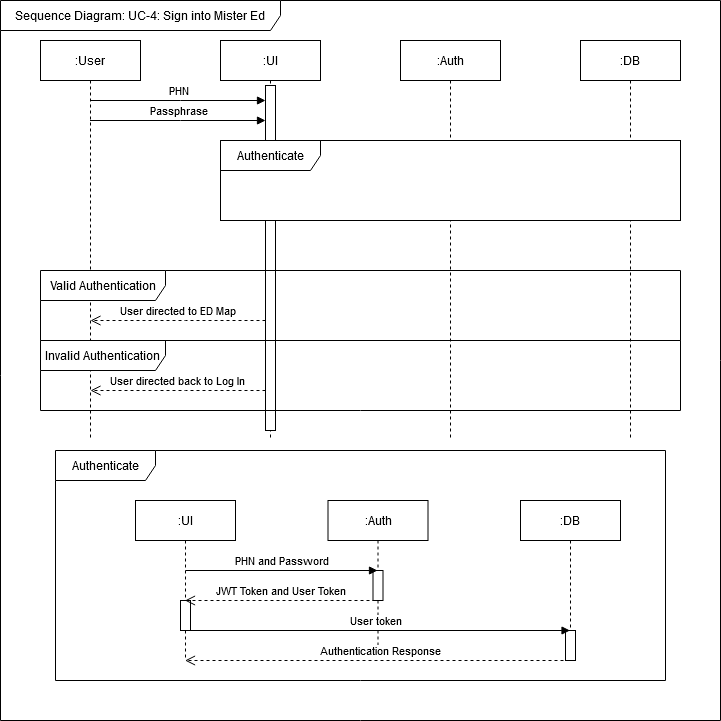 Sequence Diagram: UC-4: Sign into Mister Ed
:User
:UI
:Auth
:DB
PHN
Passphrase
Authenticate
Valid Authentication
User directed to ED Map
Invalid Authentication
User directed back to Log In
Authenticate
:UI
:Auth
:DB
PHN and Password
JWT Token and User Token
User token
Authentication Response